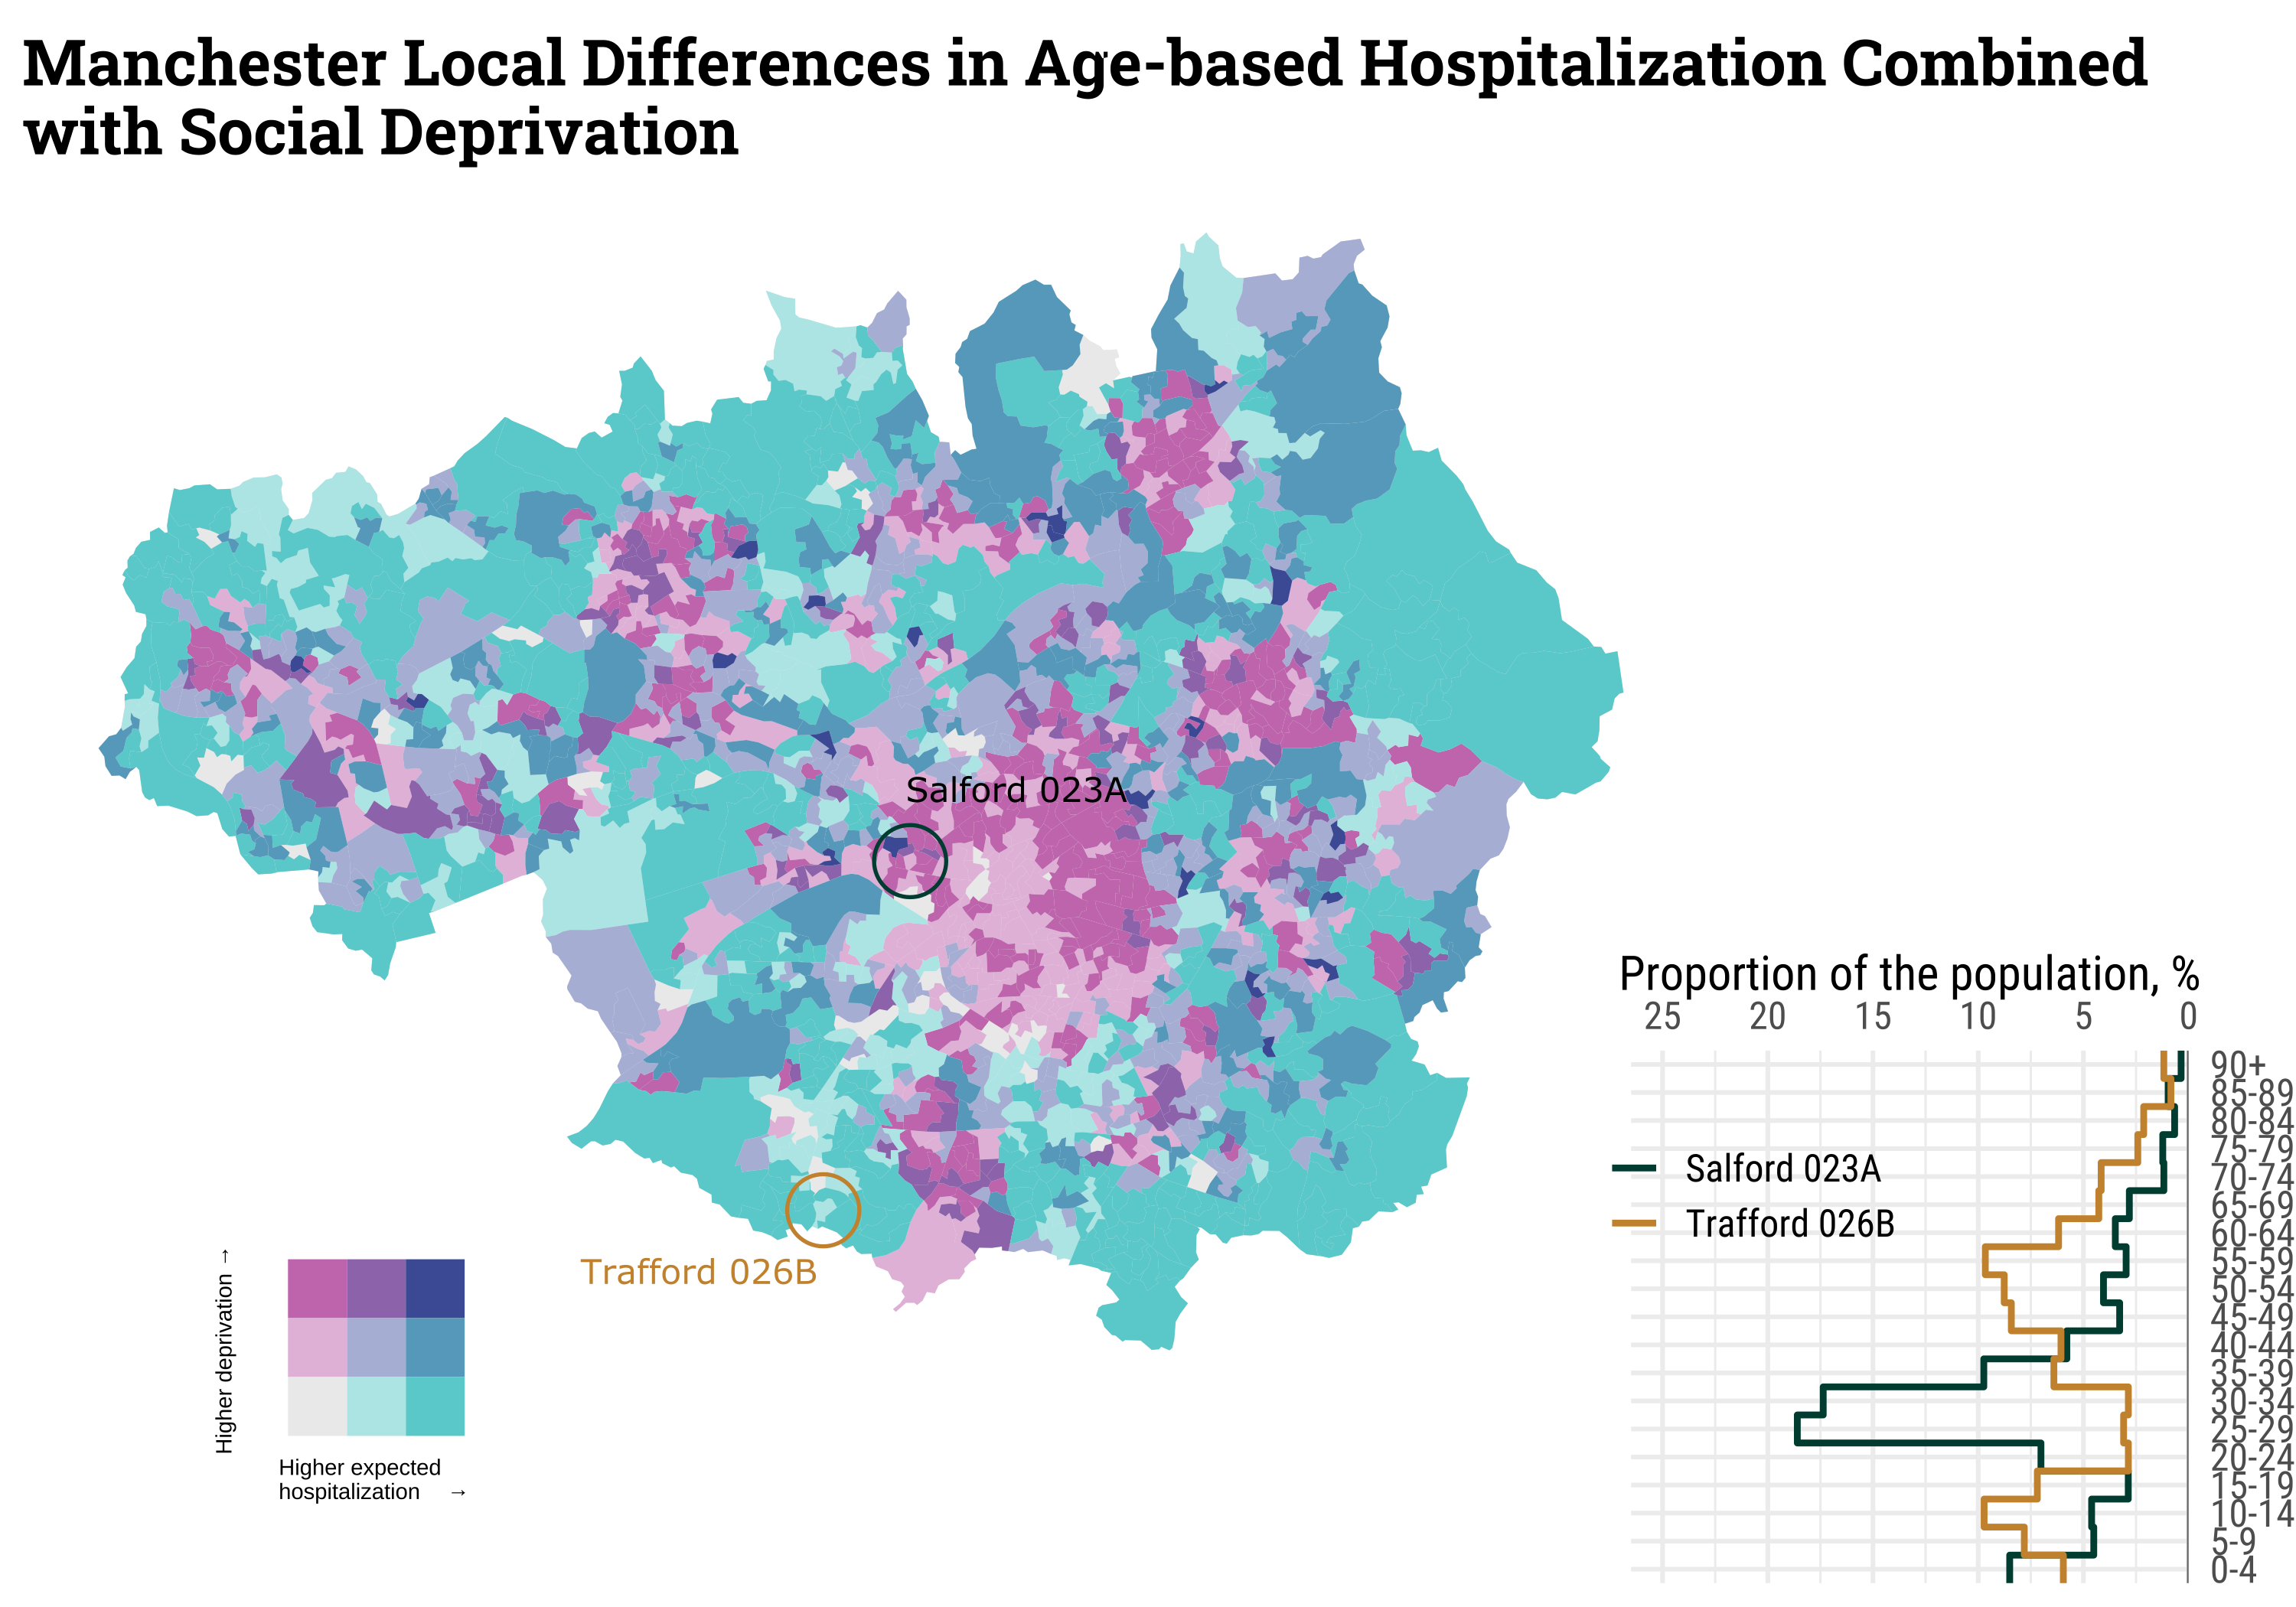 Manchester Local Differences in Age-based Hospitalization Combined
with Social Deprivation
Salford 023A
Trafford 026B
Higher deprivation →
Higher expected
hospitalization →
Proportion of the population, %
25 20 15 10 5 0
90+
85-89
80-84
75-79
70-74
65-69
60-64
55-59
50-54
45-49
40-44
35-39
30-34
25-29
20-24
15-19
10-14
5-9
0-4
Salford 023A
Trafford 026B